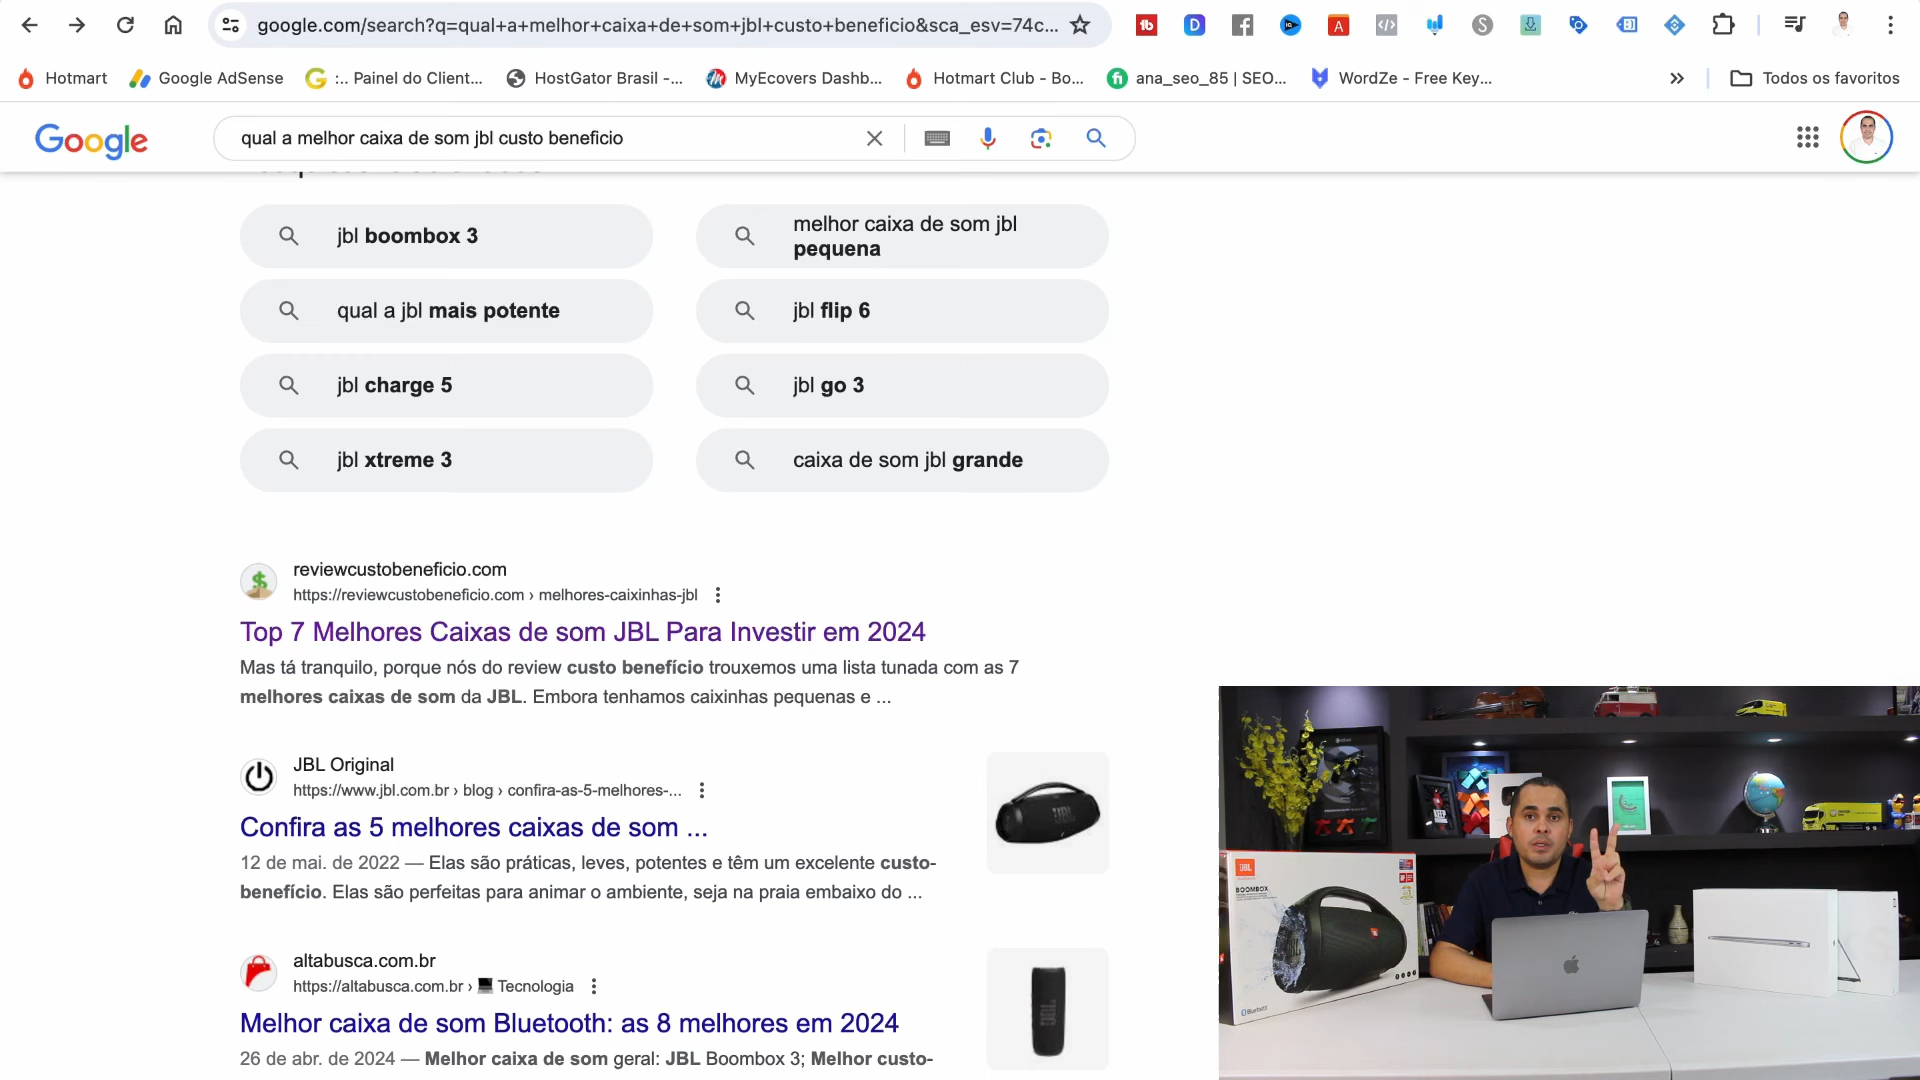 google.com/search?q=qual+a+melhor+caixa+de+som+jbl+custo+beneficio&sca_esv=74c...
Hotmart
Google AdSense
:.. Painel do Client...
HostGator Brasil -...
MyEcovers Dashb...
Hotmart Club - Bo...
ana_seo_85 | SEO...
WordZe - Free Key...
Todos os favoritos
Google
qual a melhor caixa de som jbl custo beneficio
jbl boombox 3
melhor caixa de som jbl
pequena
qual a jbl mais potente
jbl flip 6
jbl charge 5
jbl go 3
jbl xtreme 3
caixa de som jbl grande
reviewcustobeneficio.com
https://reviewcustobeneficio.com › melhores-caixinhas-jbl
Top 7 Melhores Caixas de som JBL Para Investir em 2024
Mas tá tranquilo, porque nós do review custo benefício trouxemos uma lista tunada com as 7
melhores caixas de som da JBL. Embora tenhamos caixinhas pequenas e ...
JBL Original
https://www.jbl.com.br › blog › confira-as-5-melhores-...
Confira as 5 melhores caixas de som ...
12 de mai. de 2022 — Elas são práticas, leves, potentes e têm um excelente custo-
benefício. Elas são perfeitas para animar o ambiente, seja na praia embaixo do ...
altabusca.com.br
https://altabusca.com.br › Tecnologia
Melhor caixa de som Bluetooth: as 8 melhores em 2024
26 de abr. de 2024 — Melhor caixa de som geral: JBL Boombox 3; Melhor custo-
JBL
BOOMBOX
Bluetooth